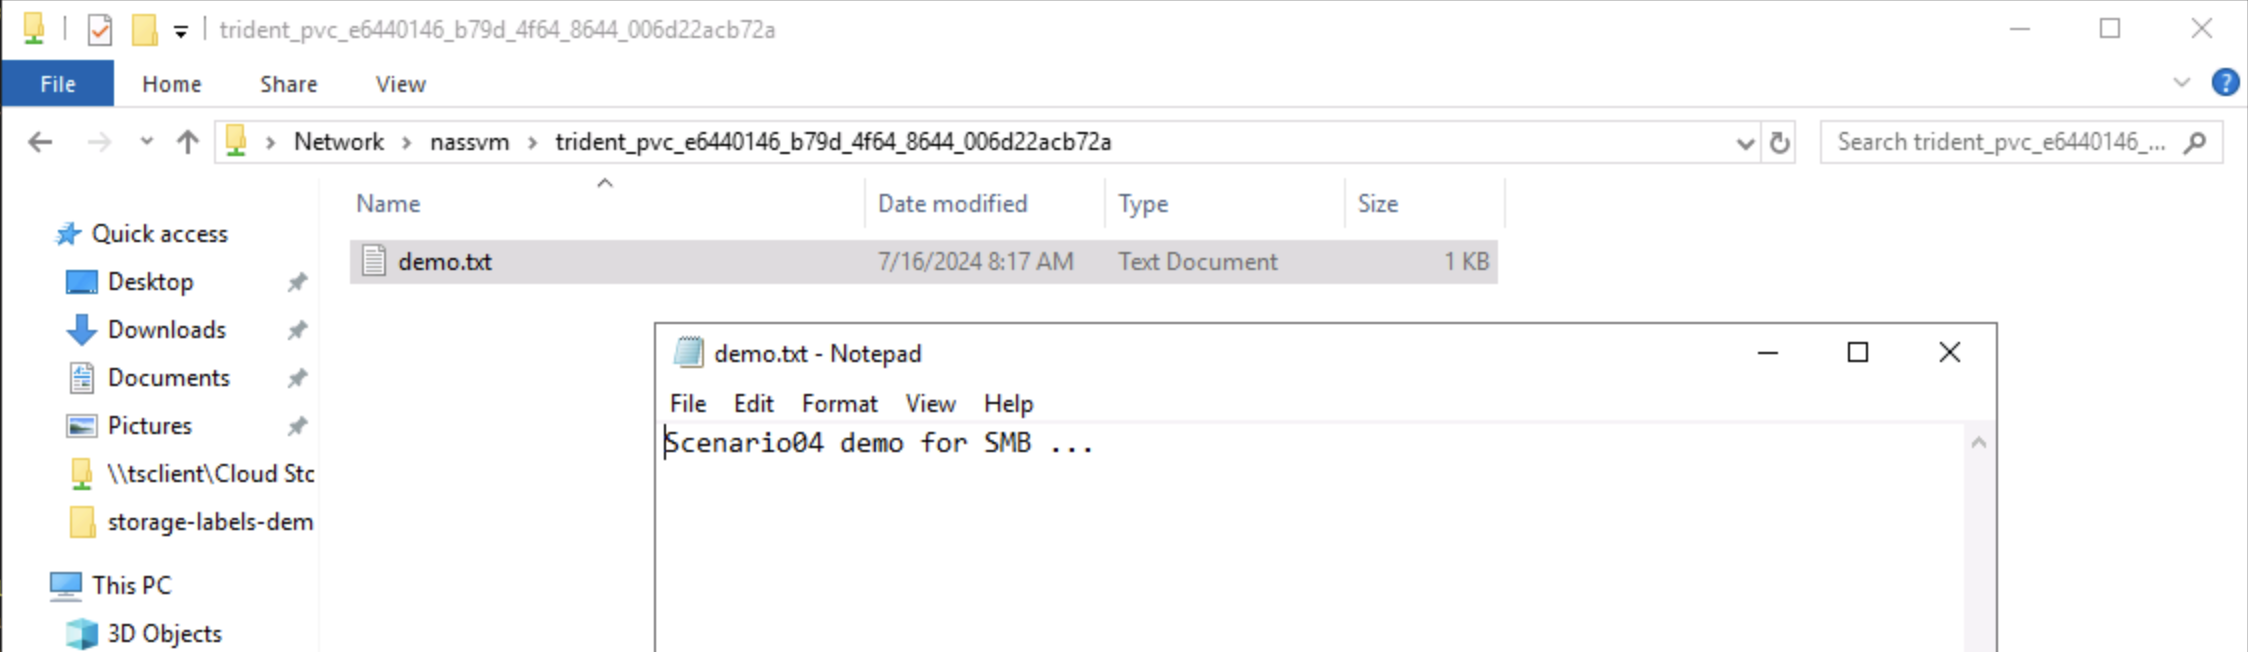 trident_pvc_e6440146_b79d_4f64_8644_006d22acb72a
File Home Share View
Network nassvm trident_pvc_e6440146_b79d_4f64_8644_006d22acb72a Search trident_pvc_e6440146_...
Name Date modified Type Size
Quick access
demo.txt 7/16/2024 8:17 AM Text Document 1 KB
Desktop
Downloads
Documents
Pictures
\\tsclient\Cloud Stc
storage-labels-dem
This PC
3D Objects
demo.txt - Notepad
File Edit Format View Help
Scenario04 demo for SMB ...